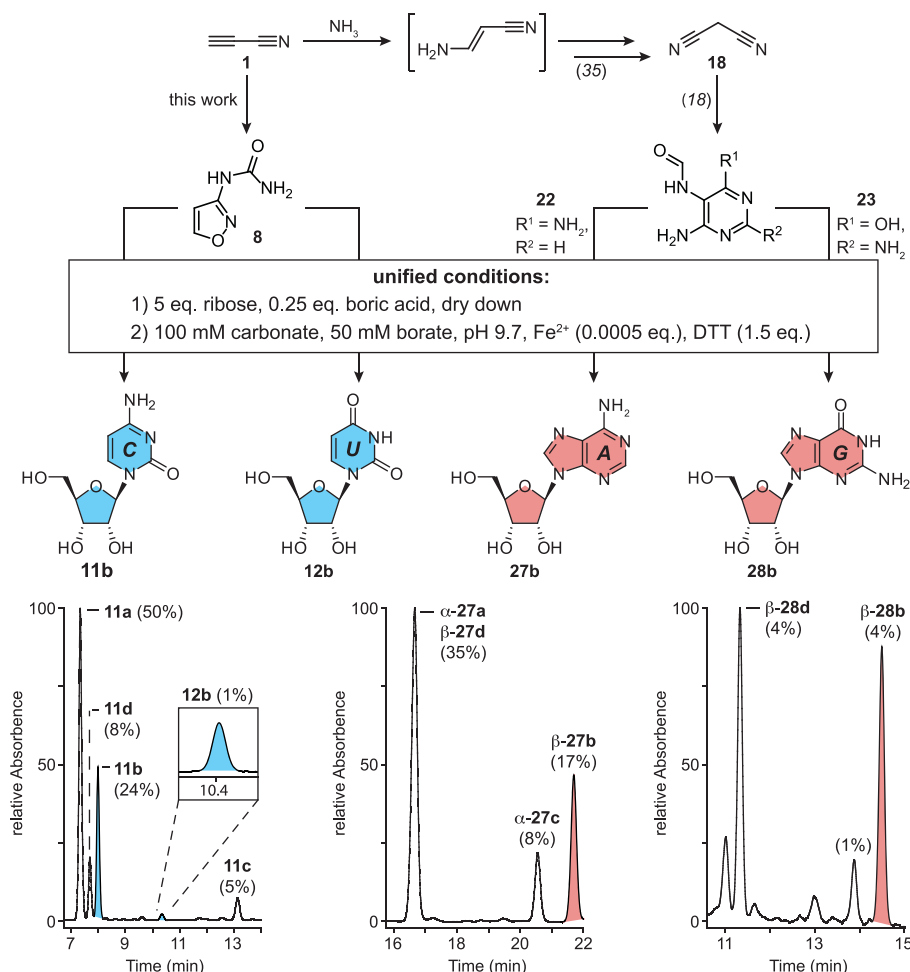 NH₃
N
1
H₂N
N
(35)
N
N
18
this work
(18)
O
NH
NH₂
N
O
8
22
R¹ = NH₂,
R² = H
O
R¹
HN
N
H₂N
N
R²
23
R¹ = OH,
R² = NH₂
unified conditions:
1) 5 eq. ribose, 0.25 eq. boric acid, dry down
2) 100 mM carbonate, 50 mM borate, pH 9.7, Fe²⁺ (0.0005 eq.), DTT (1.5 eq.)
NH₂
C
N
N
O
HO
O
HO OH
11b
O
U
NH
N
O
HO
O
HO OH
12b
NH₂
N
A
N
N
N
HO
O
HO OH
27b
O
N
G
NH
N
N
NH₂
HO
O
HO OH
28b
relative Absorbence
100
50
0
11a (50%)
11d
(8%)
11b
(24%)
12b (1%)
10.4
11c
(5%)
7 9 11 13
Time (min)
relative Absorbence
100
50
0
α-27a
β-27d
(35%)
α-27c
(8%)
β-27b
(17%)
16 18 20 22
Time (min)
relative Absorbence
100
50
0
β-28d
(4%)
(1%)
β-28b
(4%)
11 13 15
Time (min)